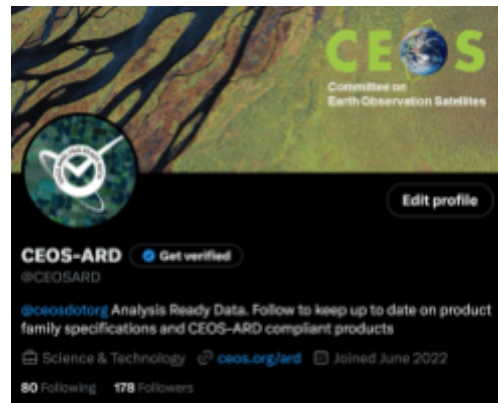 CEOS
Committee on
Earth Observation Satellites
Edit profile
CEOS-ARD Get verified
@CEOSARD
@ceosdotorg Analysis Ready Data. Follow to keep up to date on product
family specifications and CEOS-ARD compliant products
Science & Technology ceos.org/ard Joined June 2022
80 Following 178 Followers